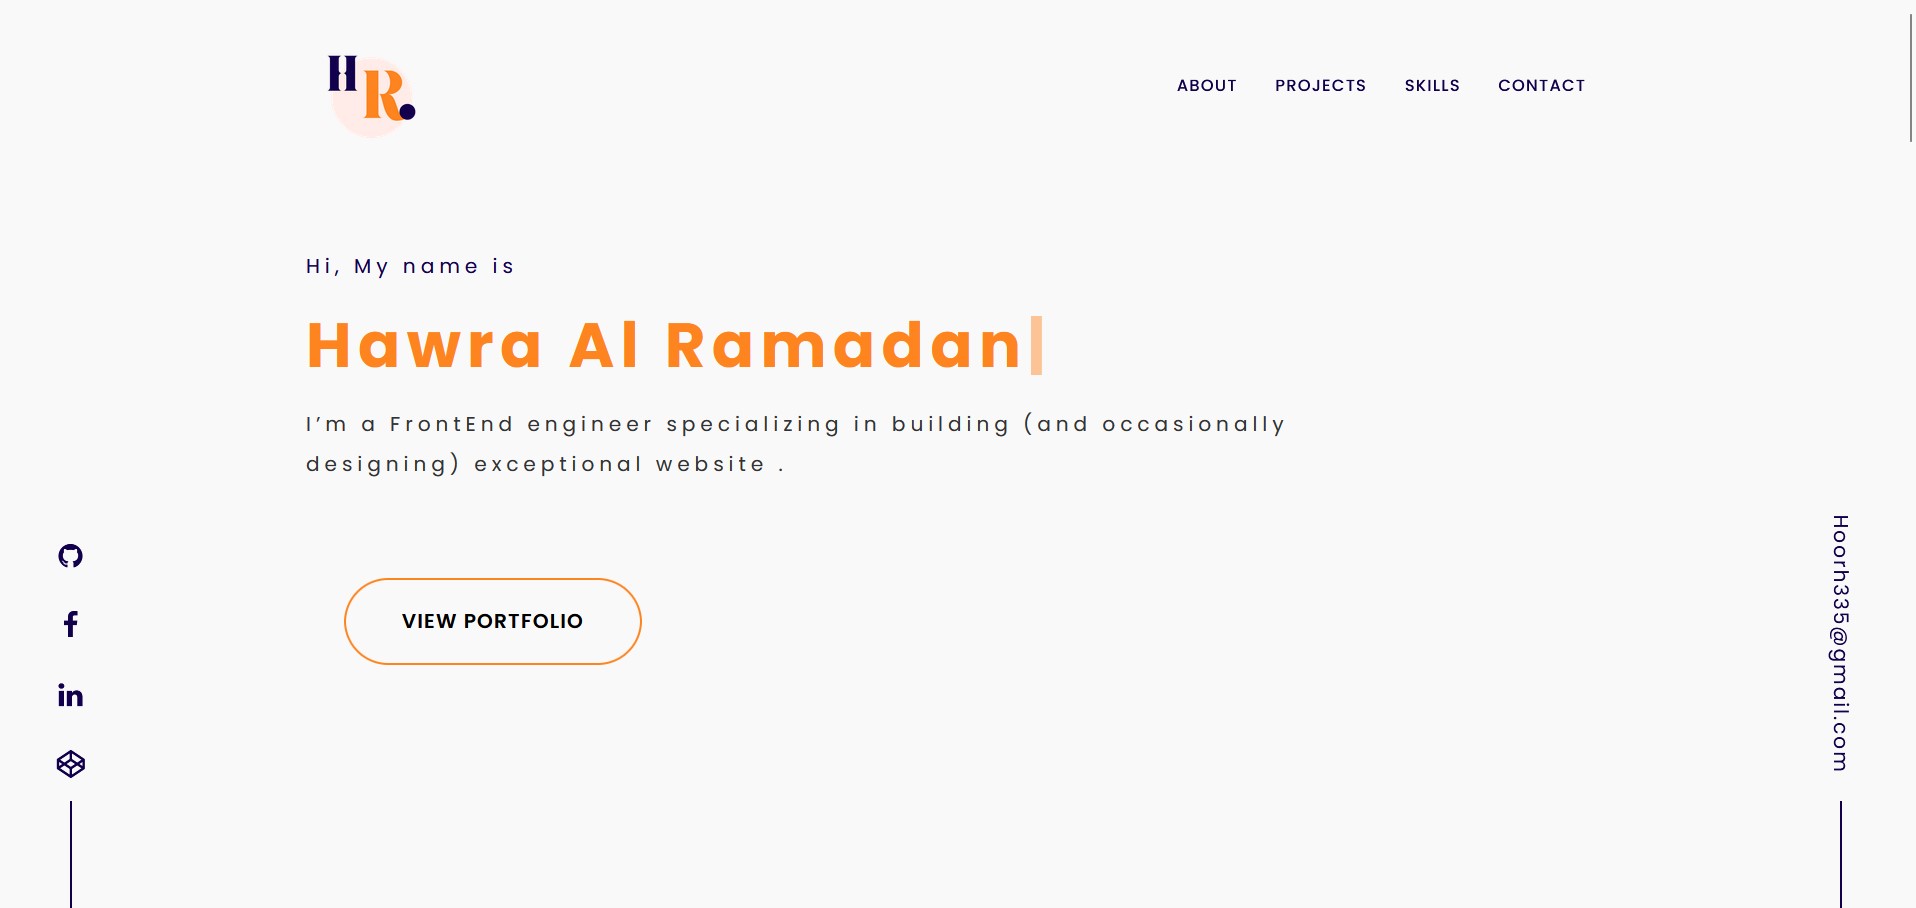 HR.
ABOUT PROJECTS SKILLS CONTACT
Hi, My name is
Hawra Al Ramadan
I’m a FrontEnd engineer specializing in building (and occasionally
designing) exceptional website .
VIEW PORTFOLIO
in
Hoorh335@gmail.com